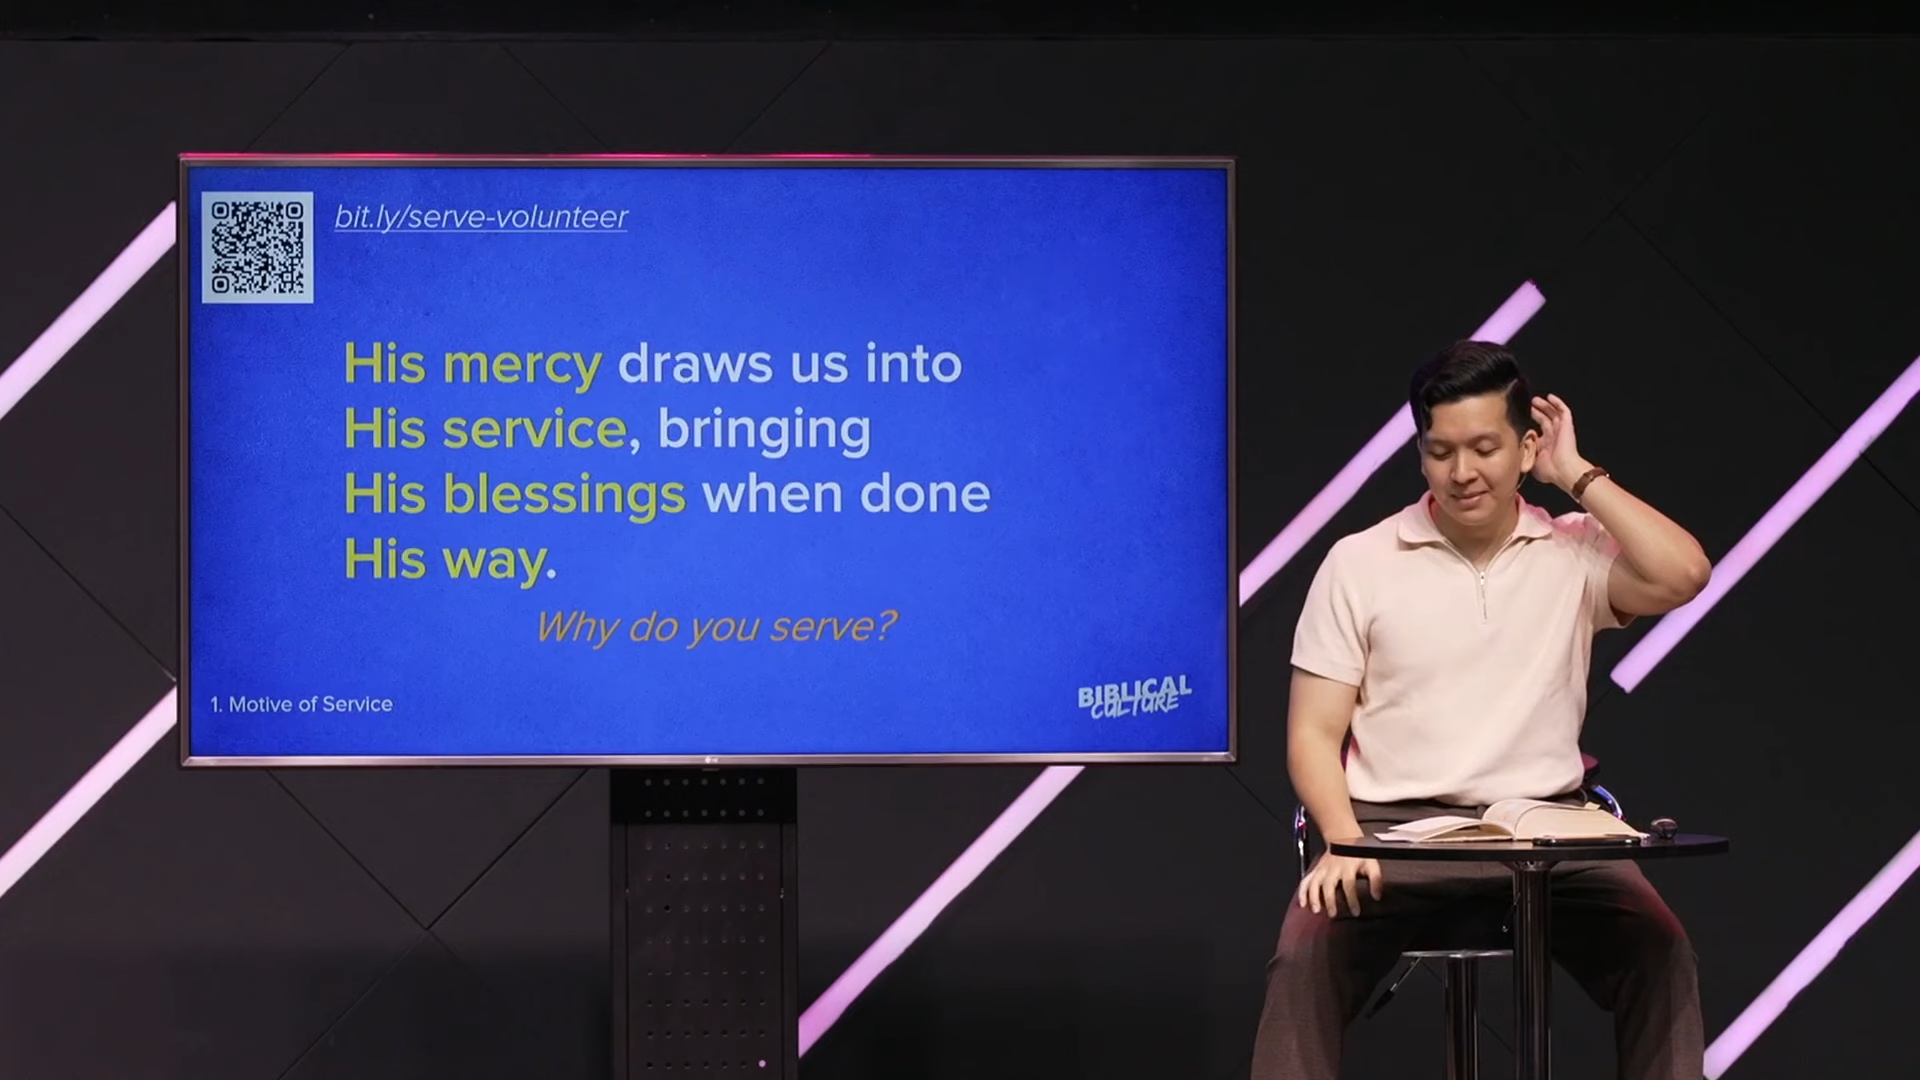 bit.ly/serve-volunteer
His mercy draws us into
His service, bringing
His blessings when done
His way.
Why do you serve?
1. Motive of Service
BIBLICAL
CULTURE
LG